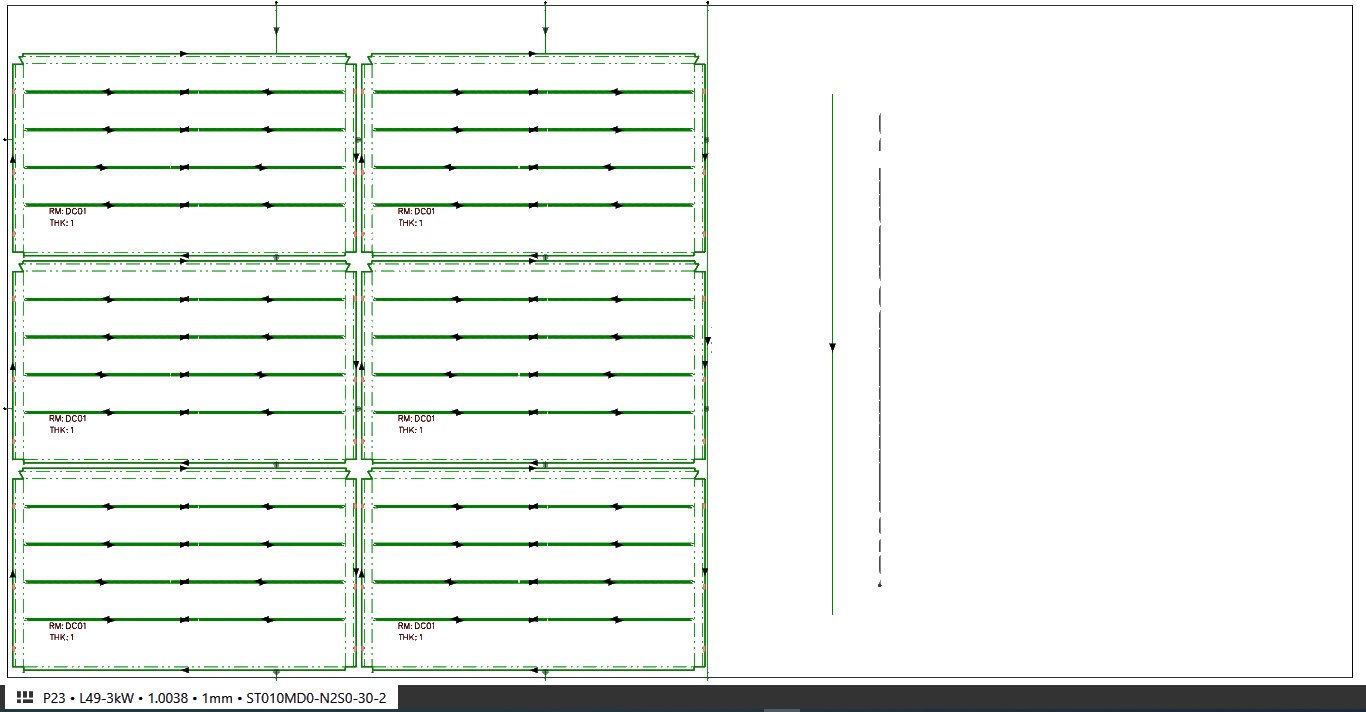 RM: DC01
THK: 1
RM: DC01
THK: 1
RM: DC01
THK: 1
RM: DC01
THK: 1
RM: DC01
THK: 1
RM: DC01
THK: 1
P23 • L49-3kW • 1.0038 • 1mm • ST010MD0-N2S0-30-2